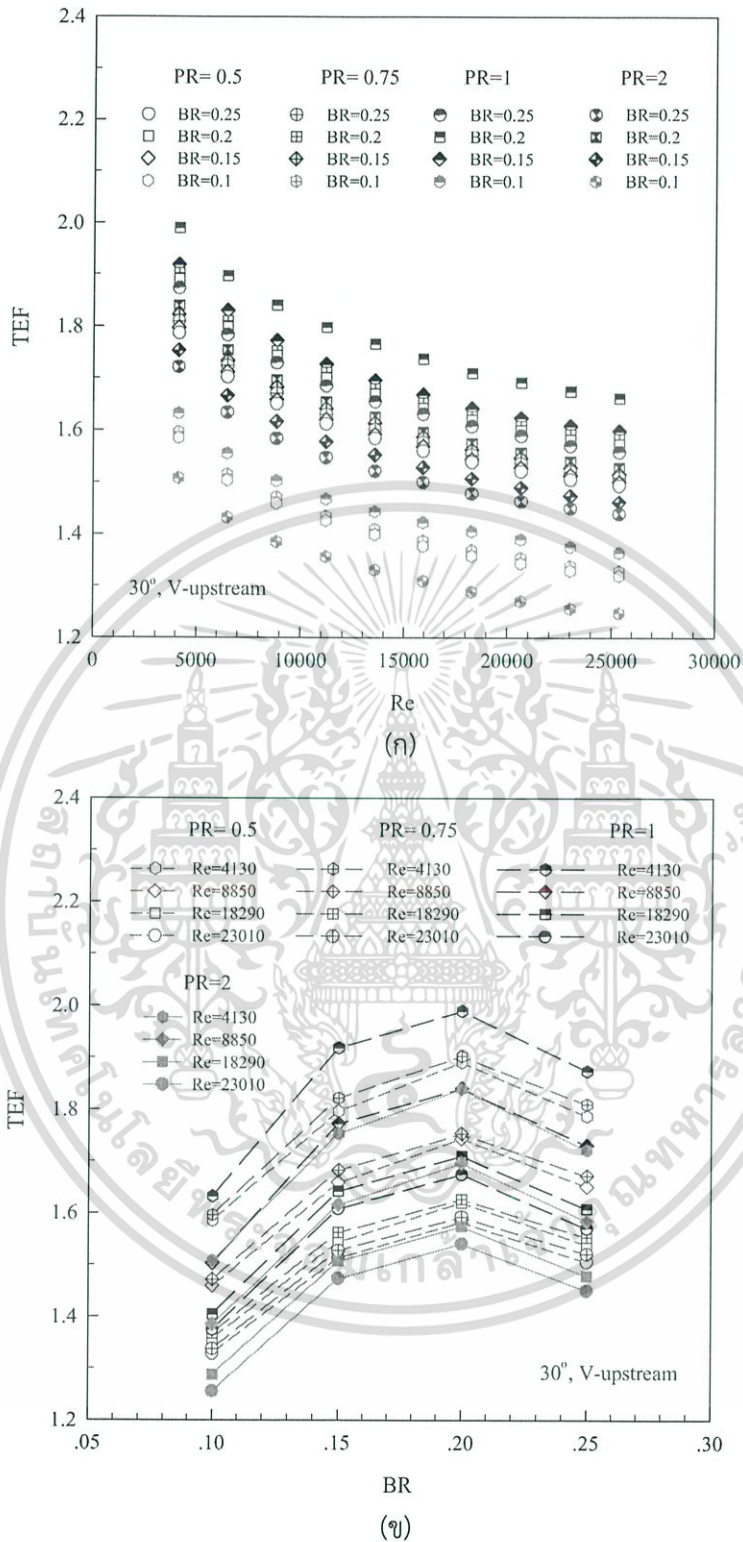 2.4
2.2
2.0
1.8
1.6
1.4
1.2
TEF
PR= 0.5 PR= 0.75 PR=1 PR=2
BR=0.25 BR=0.25 BR=0.25 BR=0.25
BR=0.2 BR=0.2 BR=0.2 BR=0.2
BR=0.15 BR=0.15 BR=0.15 BR=0.15
BR=0.1 BR=0.1 BR=0.1 BR=0.1
30º, V-upstream
0 5000 10000 15000 20000 25000 30000
Re
(ก)
2.4
2.2
2.0
1.8
1.6
1.4
1.2
TEF
PR= 0.5 PR= 0.75 PR=1
Re=4130 Re=4130 Re=4130
Re=8850 Re=8850 Re=8850
Re=18290 Re=18290 Re=18290
Re=23010 Re=23010 Re=23010
PR=2
Re=4130
Re=8850
Re=18290
Re=23010
30º, V-upstream
.05 .10 .15 .20 .25 .30
BR
(ข)